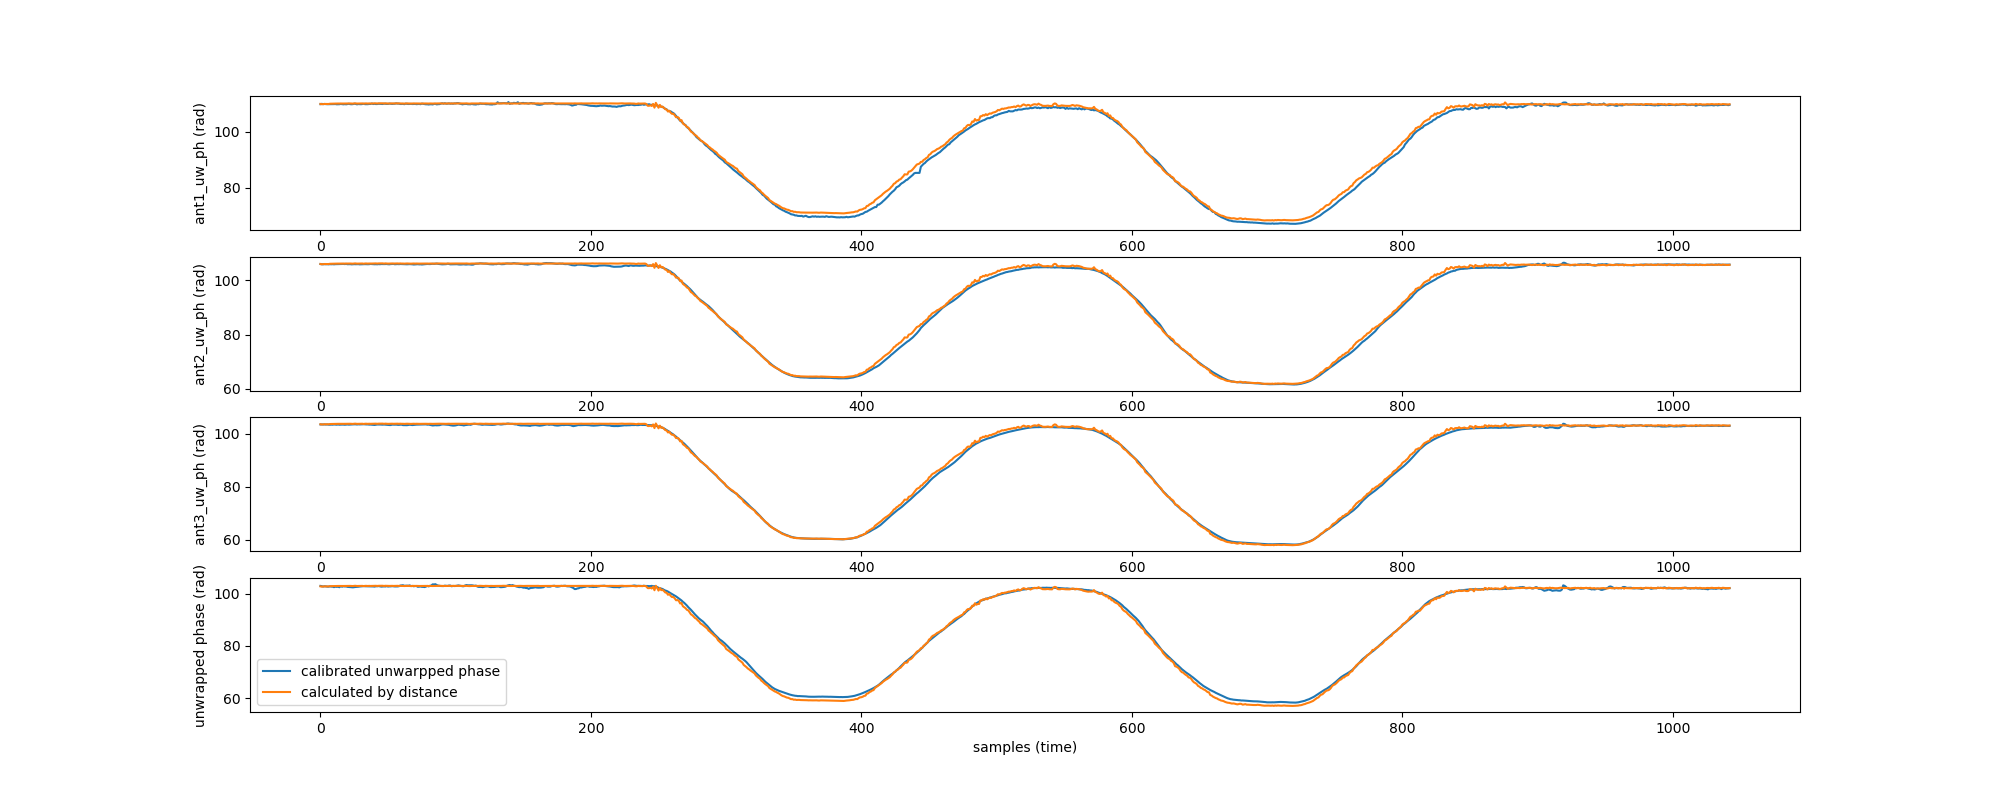 ant1_uw_ph (rad)
100
80
0 200 400 600 800 1000
ant2_uw_ph (rad)
100
80
60
0 200 400 600 800 1000
ant3_uw_ph (rad)
100
80
60
0 200 400 600 800 1000
unwrapped phase (rad)
100
80
60
calibrated unwarpped phase
calculated by distance
0 200 400 600 800 1000
samples (time)